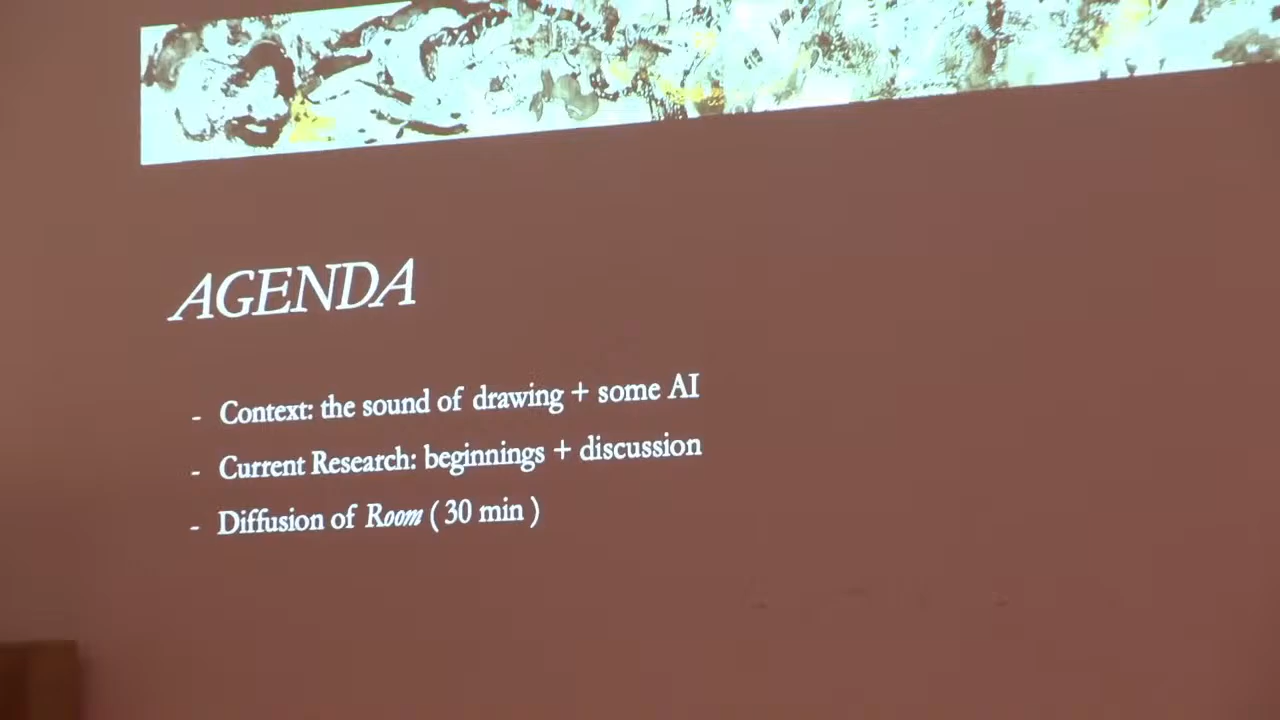 AGENDA
- Context: the sound of drawing + some AI
- Current Research: beginnings + discussion
- Diffusion of Room ( 30 min )